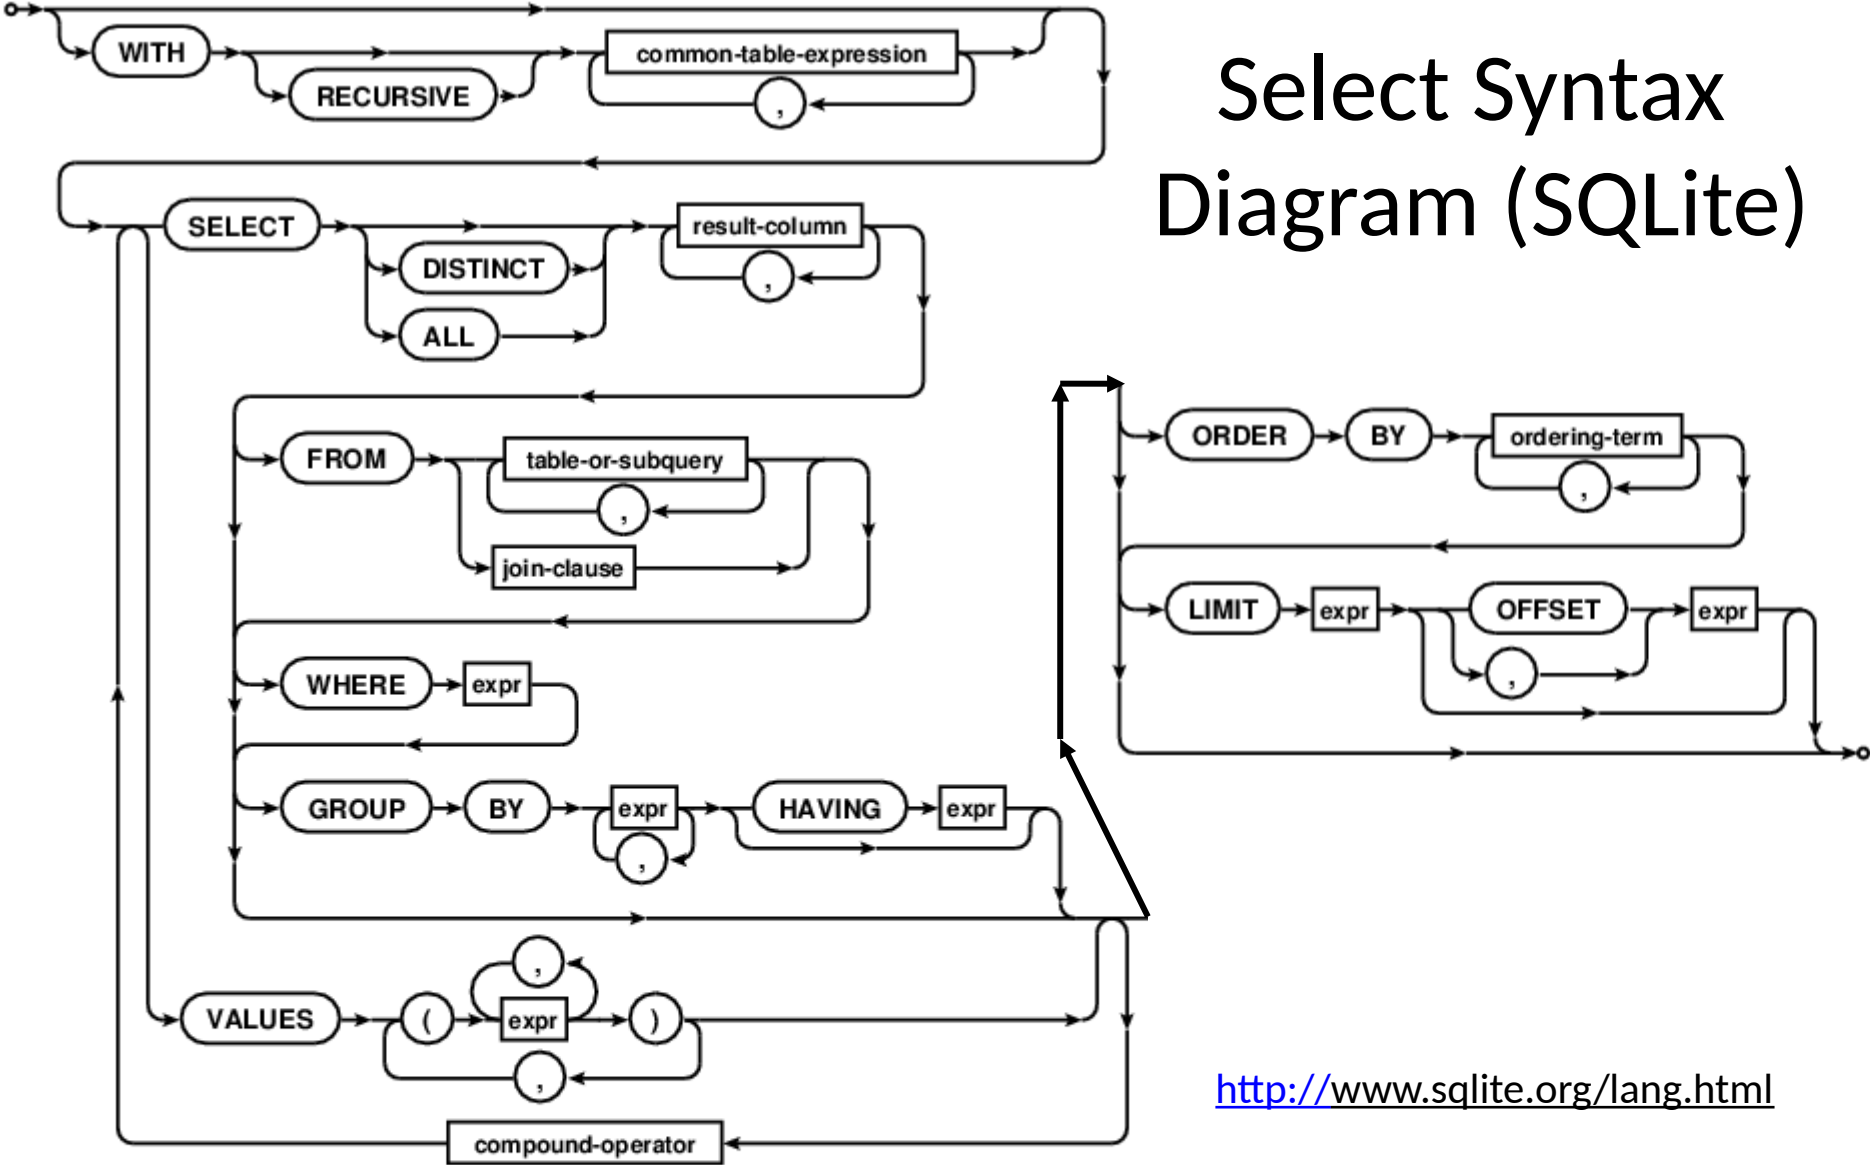 WITH
RECURSIVE
common-table-expression
,
Select Syntax
Diagram (SQLite)
SELECT
DISTINCT
ALL
result-column
,
FROM
table-or-subquery
,
join-clause
WHERE expr
GROUP BY expr HAVING expr
,
ORDER BY ordering-term
,
LIMIT expr OFFSET expr
,
,
VALUES ( expr )
,
compound-operator
http://www.sqlite.org/lang.html